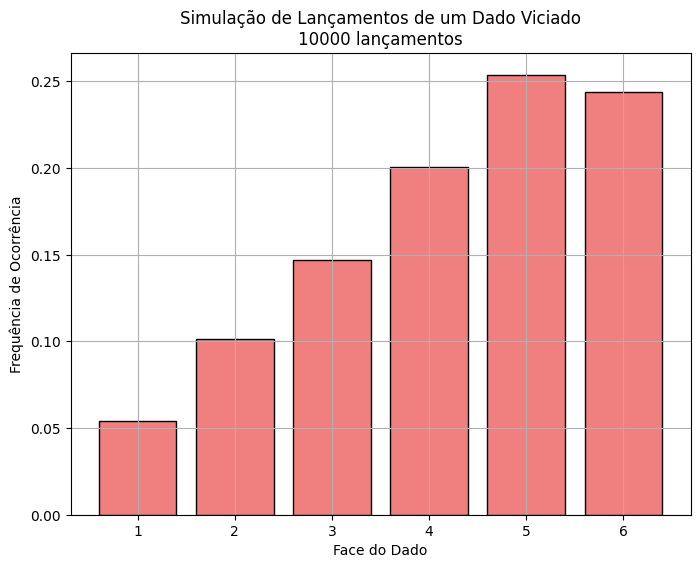 Simulação de Lançamentos de um Dado Viciado
10000 lançamentos
Frequência de Ocorrência
0.25
0.20
0.15
0.10
0.05
0.00
1 2 3 4 5 6
Face do Dado